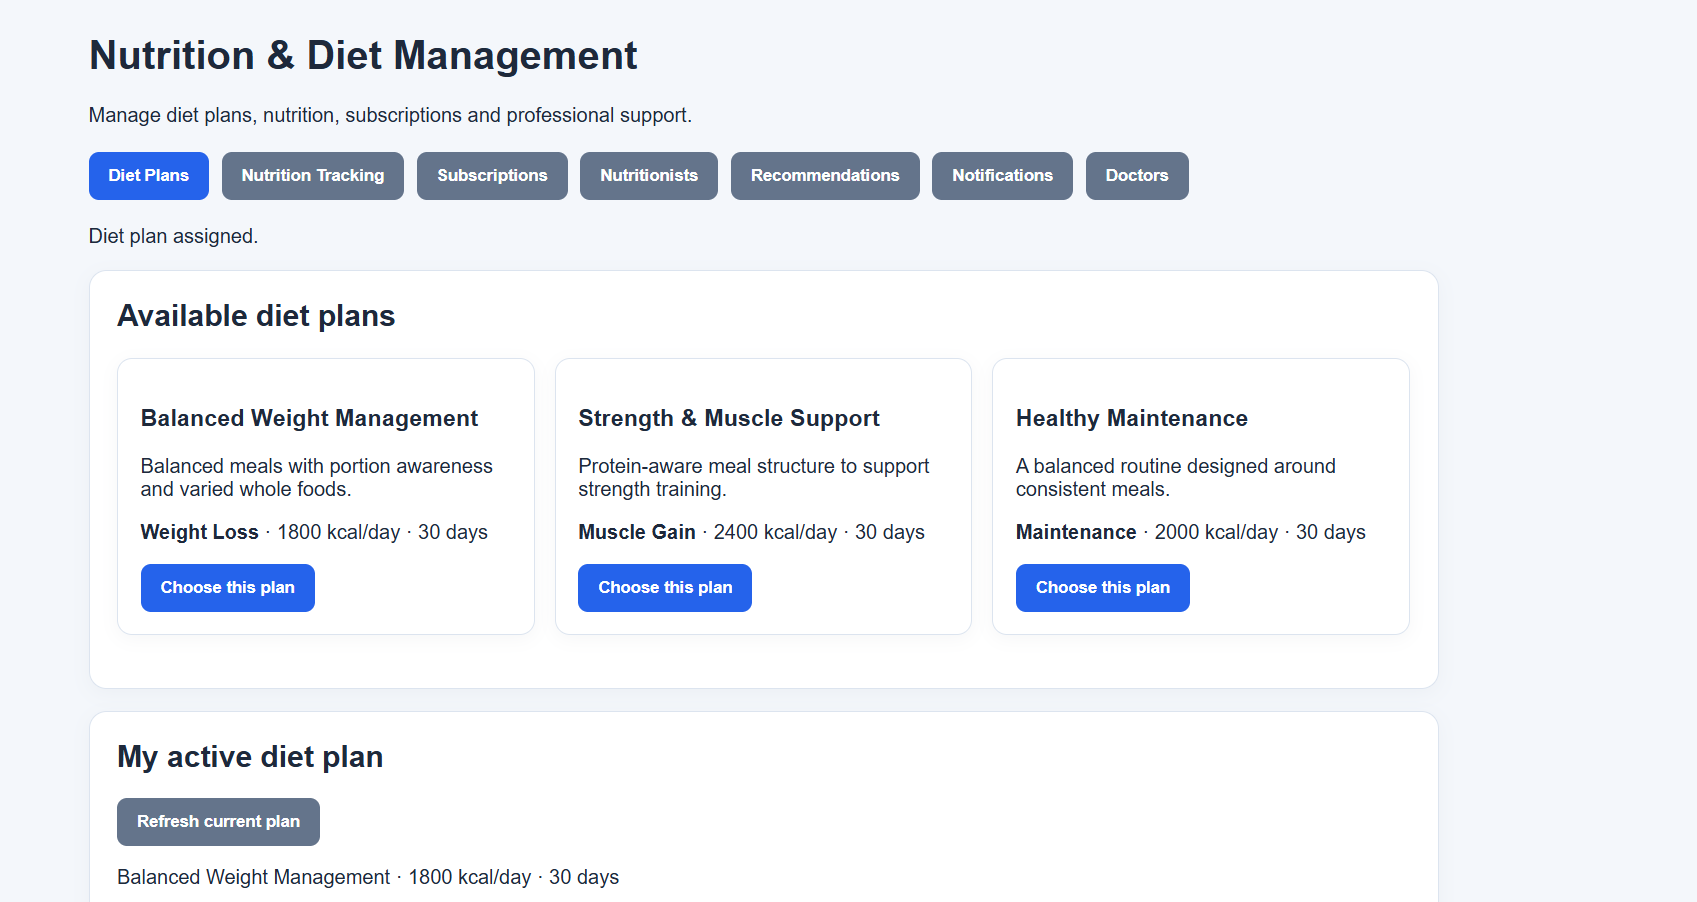 Nutrition & Diet Management
Manage diet plans, nutrition, subscriptions and professional support.
Diet Plans
Nutrition Tracking
Subscriptions
Nutritionists
Recommendations
Notifications
Doctors
Diet plan assigned.
Available diet plans
Balanced Weight Management
Balanced meals with portion awareness
and varied whole foods.
Weight Loss · 1800 kcal/day · 30 days
Choose this plan
Strength & Muscle Support
Protein-aware meal structure to support
strength training.
Muscle Gain · 2400 kcal/day · 30 days
Choose this plan
Healthy Maintenance
A balanced routine designed around
consistent meals.
Maintenance · 2000 kcal/day · 30 days
Choose this plan
My active diet plan
Refresh current plan
Balanced Weight Management · 1800 kcal/day · 30 days